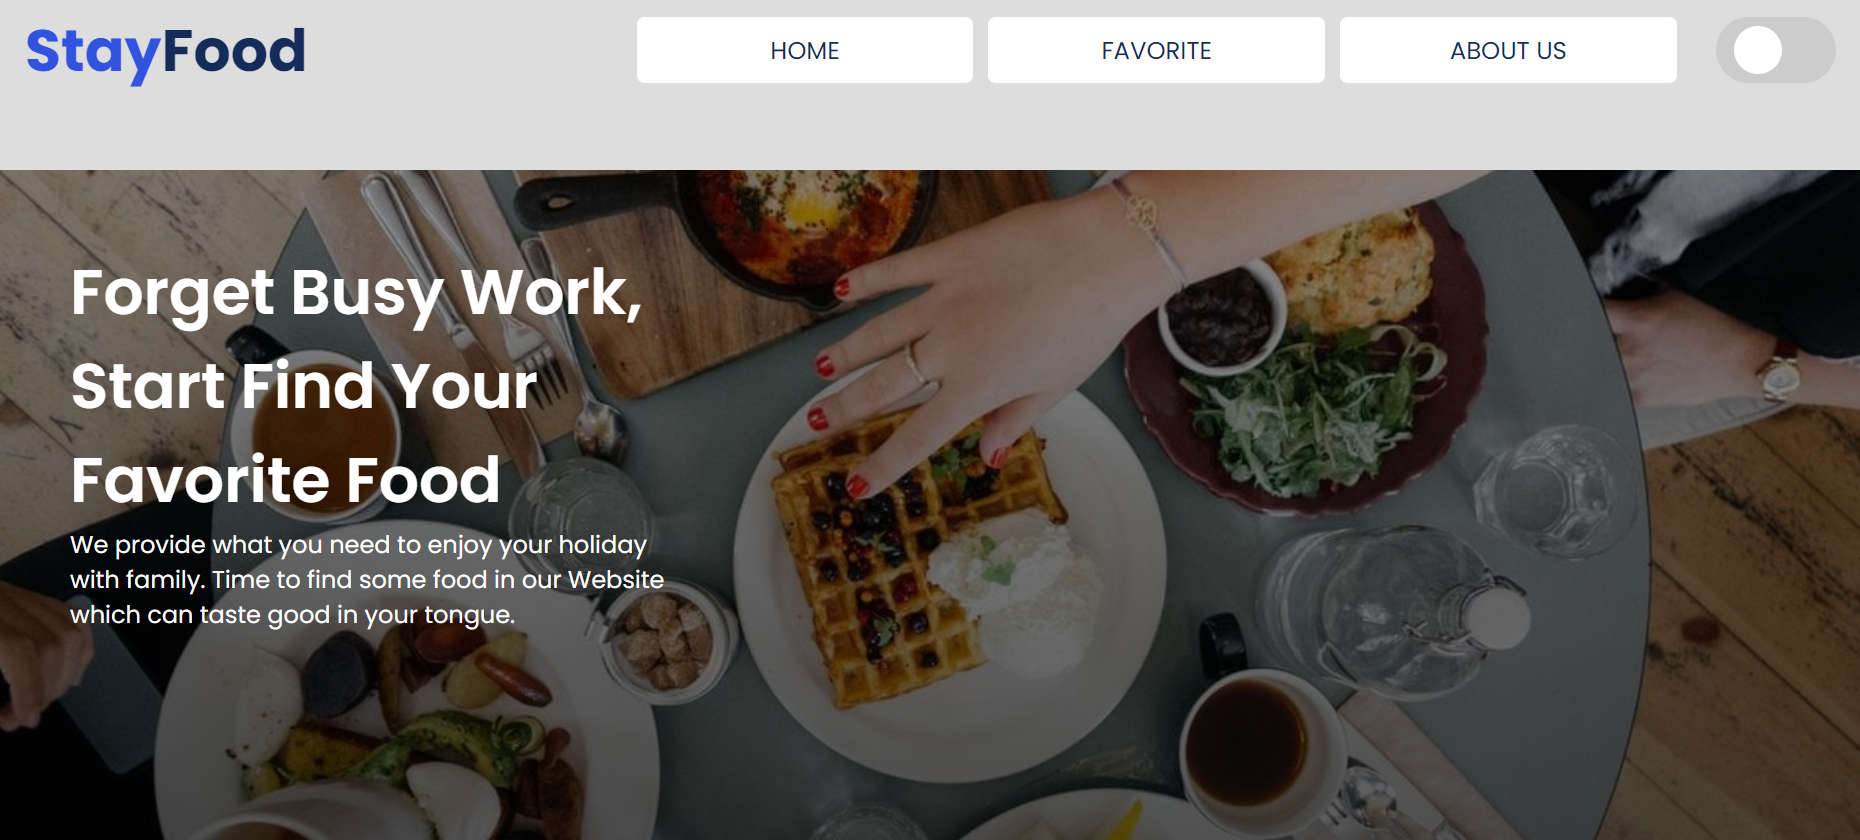 StayFood
HOME
FAVORITE
ABOUT US
Forget Busy Work,
Start Find Your
Favorite Food
We provide what you need to enjoy your holiday
with family. Time to find some food in our Website
which can taste good in your tongue.